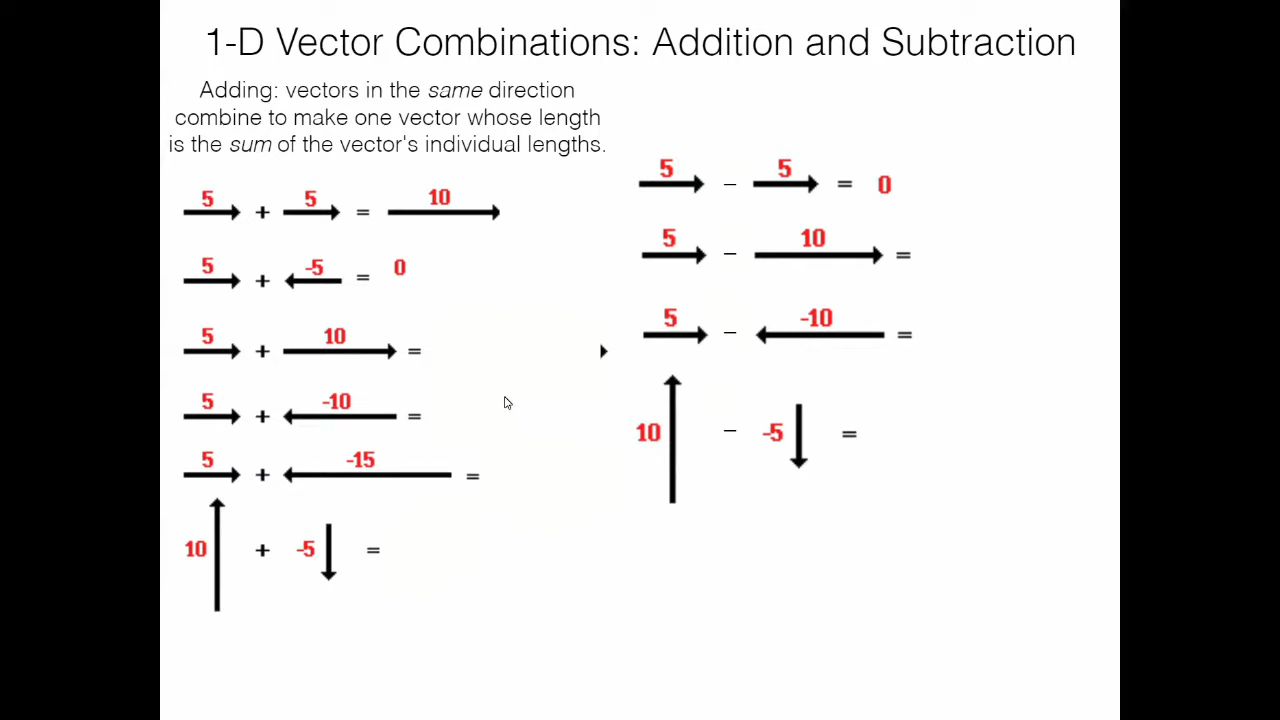 1-D Vector Combinations: Addition and Subtraction
Adding: vectors in the same direction
combine to make one vector whose length
is the sum of the vector's individual lengths.
5 + 5 = 10
5 + -5 = 0
5 + 10 =
5 + -10 =
5 + -15 =
10 + -5 =
5 – 5 = 0
5 – 10 =
5 – -10 =
10 – -5 =